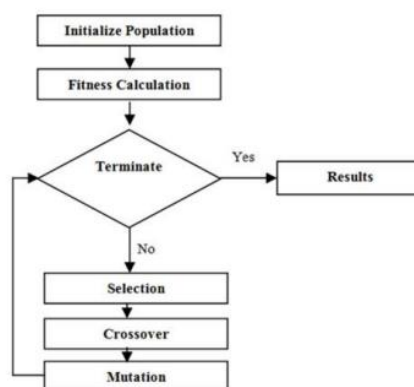 Initialize Population
Fitness Calculation
Terminate
Yes
Results
No
Selection
Crossover
Mutation